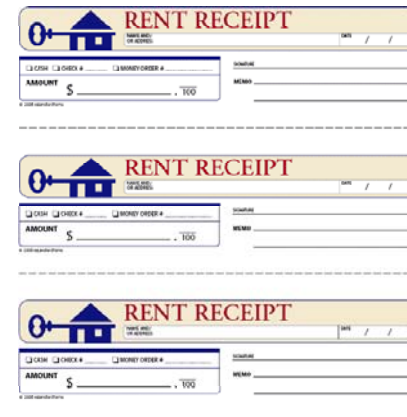 RENT RECEIPT
NAME AND/
OR ADDRESS
DATE / /
CASH CHECK # MONEY ORDER #
SIGNATURE
AMOUNT $ . 100
MEMO
RENT RECEIPT
NAME AND/
OR ADDRESS
DATE / /
CASH CHECK # MONEY ORDER #
SIGNATURE
AMOUNT $ . 100
MEMO
RENT RECEIPT
NAME AND/
OR ADDRESS
DATE / /
CASH CHECK # MONEY ORDER #
SIGNATURE
AMOUNT $ . 100
MEMO